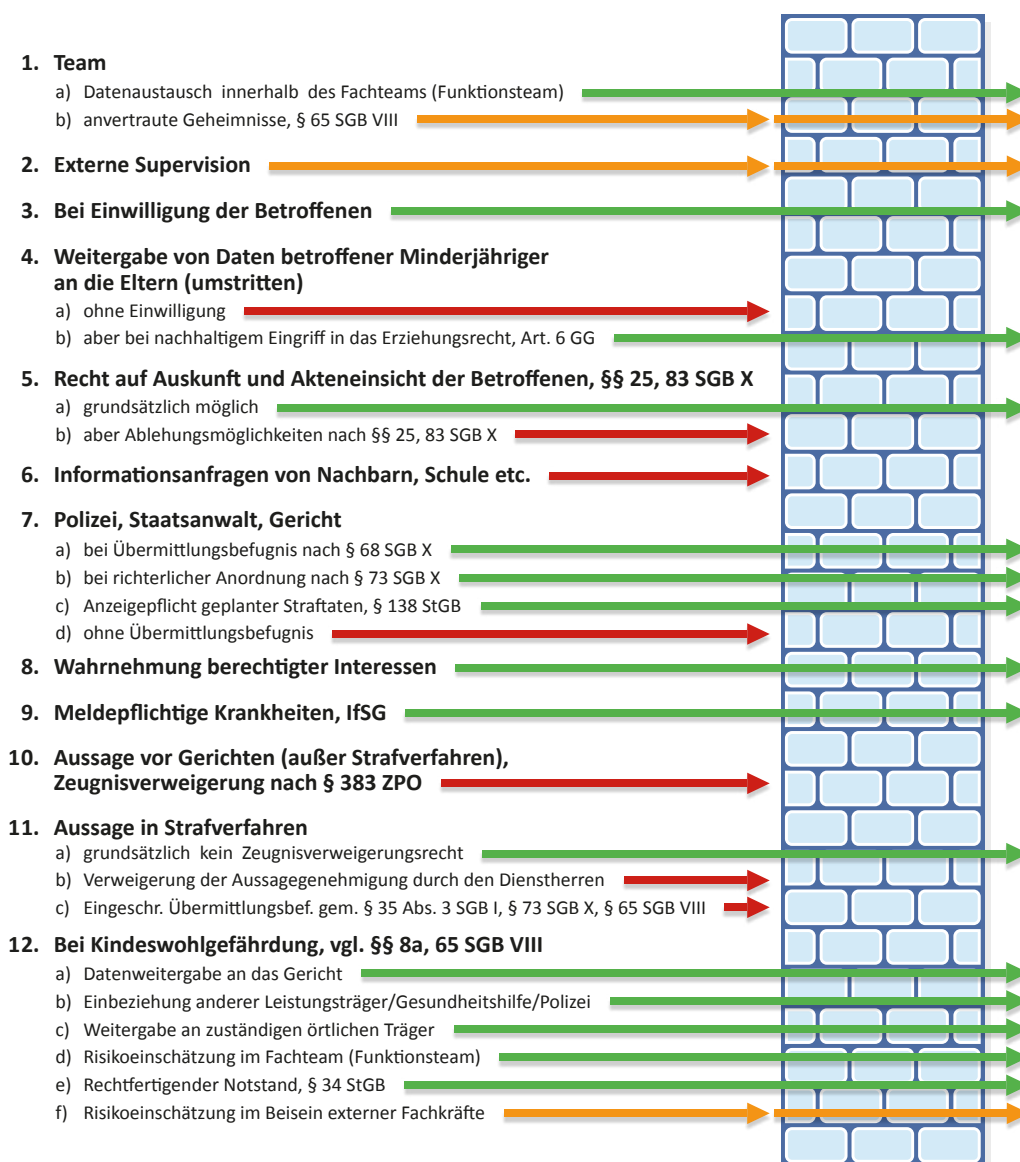 1. Team
a) Datenaustausch innerhalb des Fachteams (Funktionsteam)
b) anvertraute Geheimnisse, § 65 SGB VIII
2. Externe Supervision
3. Bei Einwilligung der Betroffenen
4. Weitergabe von Daten betroffener Minderjähriger
an die Eltern (umstritten)
a) ohne Einwilligung
b) aber bei nachhaltigem Eingriff in das Erziehungsrecht, Art. 6 GG
5. Recht auf Auskunft und Akteneinsicht der Betroffenen, §§ 25, 83 SGB X
a) grundsätzlich möglich
b) aber Ablehungsmöglichkeiten nach §§ 25, 83 SGB X
6. Informationsanfragen von Nachbarn, Schule etc.
7. Polizei, Staatsanwalt, Gericht
a) bei Übermittlungsbefugnis nach § 68 SGB X
b) bei richterlicher Anordnung nach § 73 SGB X
c) Anzeigepflicht geplanter Straftaten, § 138 StGB
d) ohne Übermittlungsbefugnis
8. Wahrnehmung berechtigter Interessen
9. Meldepflichtige Krankheiten, IfSG
10. Aussage vor Gerichten (außer Strafverfahren),
Zeugnisverweigerung nach § 383 ZPO
11. Aussage in Strafverfahren
a) grundsätzlich kein Zeugnisverweigerungsrecht
b) Verweigerung der Aussagegenehmigung durch den Dienstherren
c) Eingeschr. Übermittlungsbef. gem. § 35 Abs. 3 SGB I, § 73 SGB X, § 65 SGB VIII
12. Bei Kindeswohlgefährdung, vgl. §§ 8a, 65 SGB VIII
a) Datenweitergabe an das Gericht
b) Einbeziehung anderer Leistungsträger/Gesundheitshilfe/Polizei
c) Weitergabe an zuständigen örtlichen Träger
d) Risikoeinschätzung im Fachteam (Funktionsteam)
e) Rechtfertigender Notstand, § 34 StGB
f) Risikoeinschätzung im Beisein externer Fachkräfte